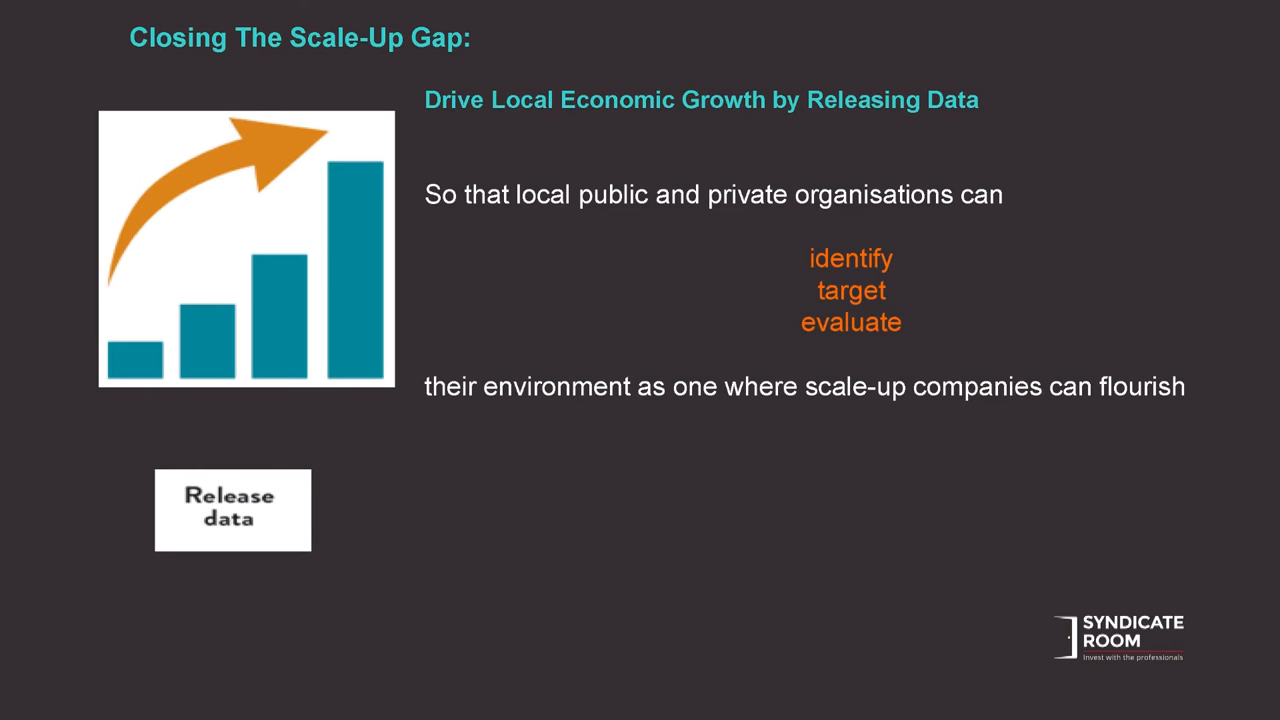 Closing The Scale-Up Gap:
Drive Local Economic Growth by Releasing Data
So that local public and private organisations can
identify
target
evaluate
their environment as one where scale-up companies can flourish
Release
data
SYNDICATE
ROOM
Invest with the professionals